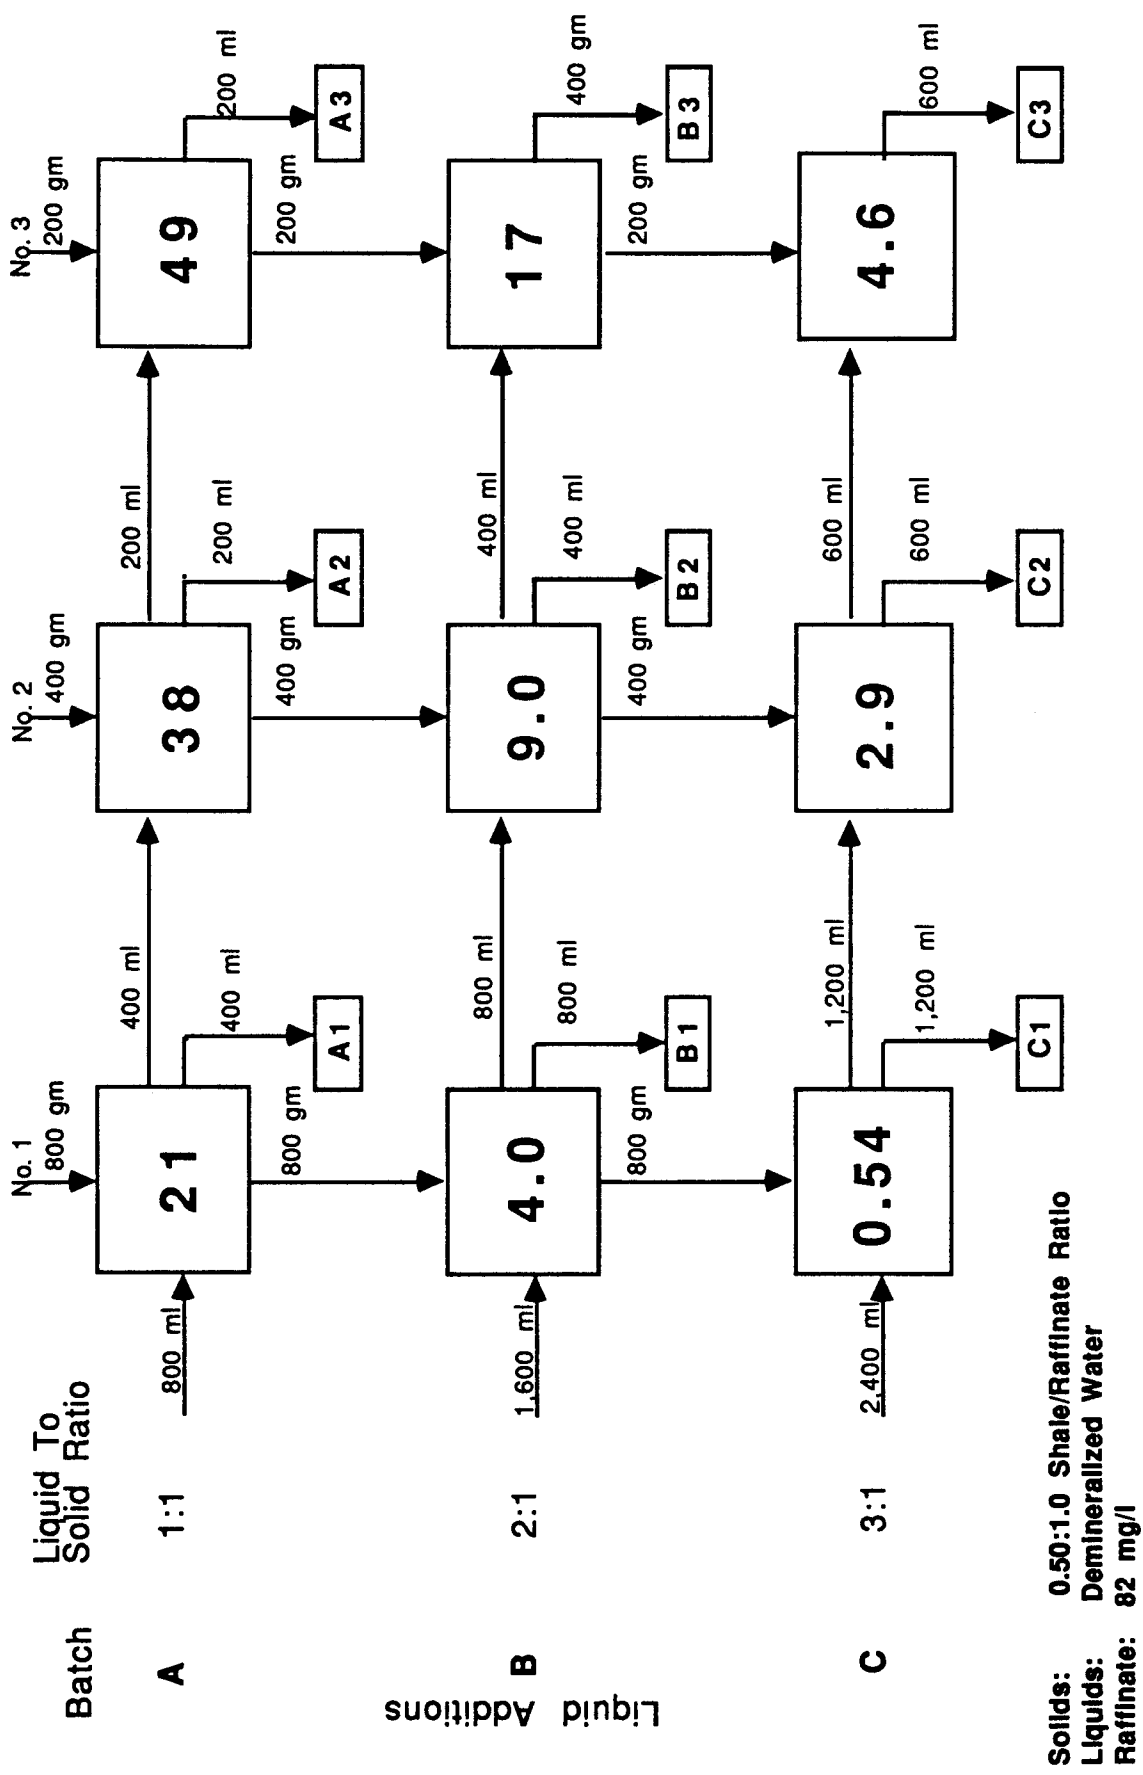 No. 1
800 gm
No. 2
400 gm
No. 3
200 gm
Batch
Liquid To
Solid Ratio
Liquid Additions
A
1:1
800 ml
21
400 ml
400 ml
A1
38
200 ml
200 ml
A2
49
200 ml
A3
800 gm
400 gm
200 gm
B
2:1
1,600 ml
4.0
800 ml
800 ml
B1
9.0
400 ml
400 ml
B2
17
400 gm
B3
800 gm
400 gm
200 gm
C
3:1
2,400 ml
0.54
1,200 ml
1,200 ml
C1
2.9
600 ml
600 ml
C2
4.6
600 ml
C3
Solids: 0.50:1.0 Shale/Raffinate Ratio
Liquids: Demineralized Water
Raffinate: 82 mg/l